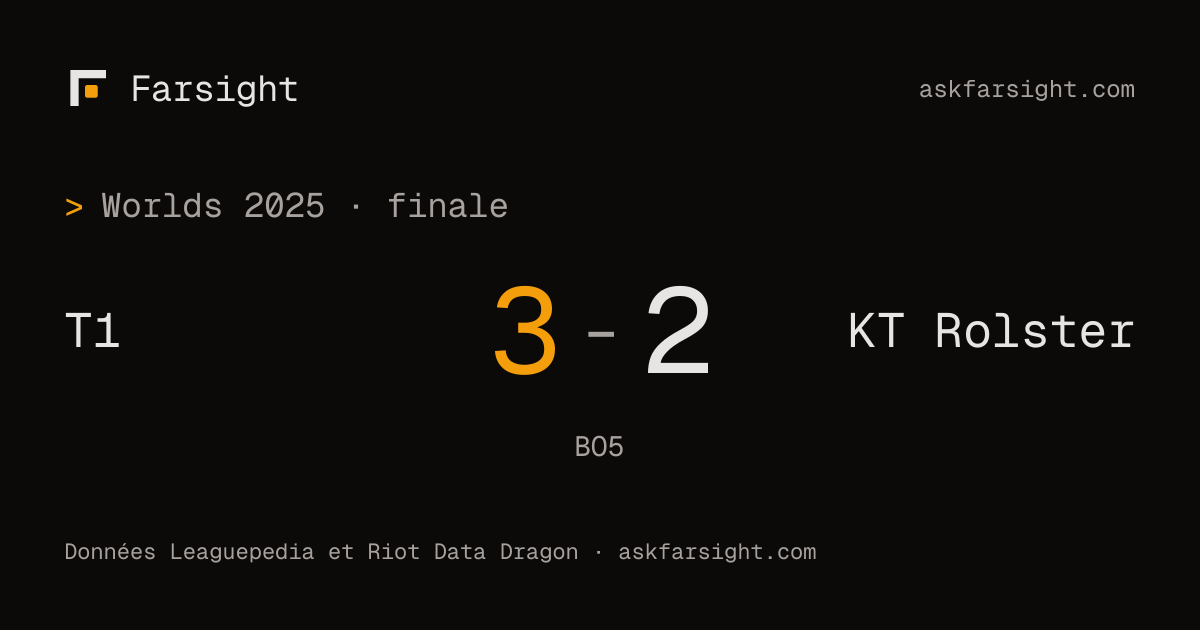 Farsight
askfarsight.com
> Worlds 2025 · finale
T1
3 - 2
KT Rolster
BO5
Données Leaguepedia et Riot Data Dragon · askfarsight.com